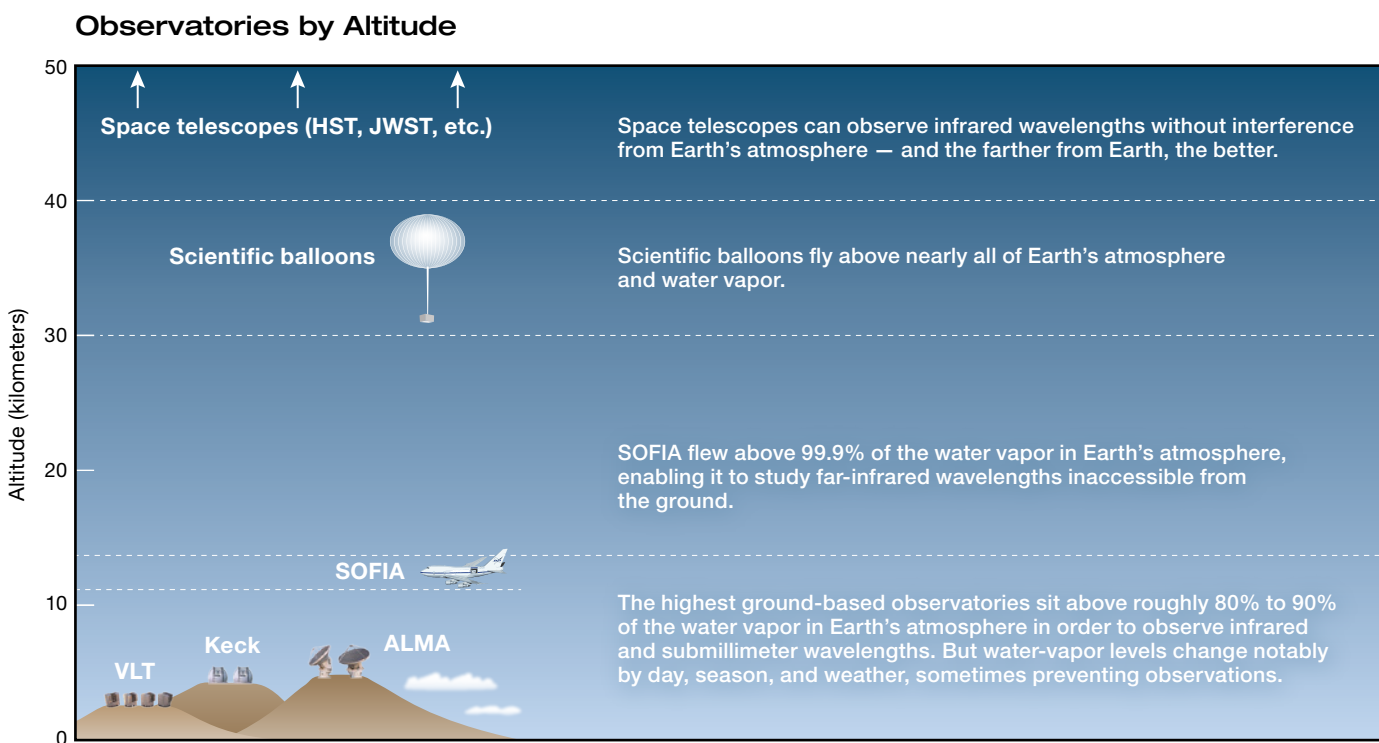 Observatories by Altitude
50
Space telescopes (HST, JWST, etc.)
Space telescopes can observe infrared wavelengths without interference
from Earth's atmosphere — and the farther from Earth, the better.
40
Scientific balloons
Scientific balloons fly above nearly all of Earth's atmosphere
and water vapor.
Altitude (kilometers)
30
SOFIA flew above 99.9% of the water vapor in Earth's atmosphere,
enabling it to study far-infrared wavelengths inaccessible from
the ground.
20
SOFIA
10
The highest ground-based observatories sit above roughly 80% to 90%
of the water vapor in Earth's atmosphere in order to observe infrared
and submillimeter wavelengths. But water-vapor levels change notably
by day, season, and weather, sometimes preventing observations.
Keck
ALMA
VLT
0